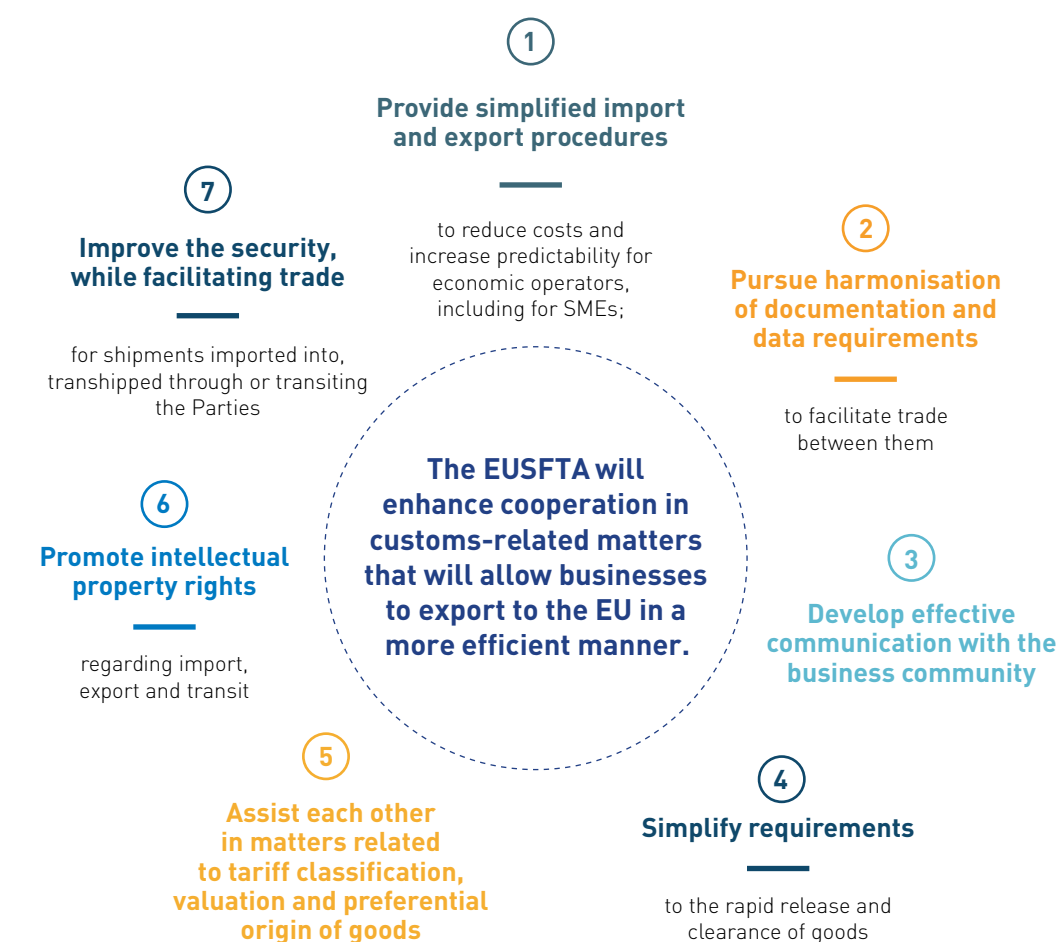 1
Provide simplified import
and export procedures
to reduce costs and
increase predictability for
economic operators,
including for SMEs;
2
Pursue harmonisation
of documentation and
data requirements
to facilitate trade
between them
3
Develop effective
communication with the
business community
4
Simplify requirements
to the rapid release and
clearance of goods
5
Assist each other
in matters related
to tariff classification,
valuation and preferential
origin of goods
6
Promote intellectual
property rights
regarding import,
export and transit
7
Improve the security,
while facilitating trade
for shipments imported into,
transhipped through or transiting
the Parties
The EUSFTA will
enhance cooperation in
customs-related matters
that will allow businesses
to export to the EU in a
more efficient manner.